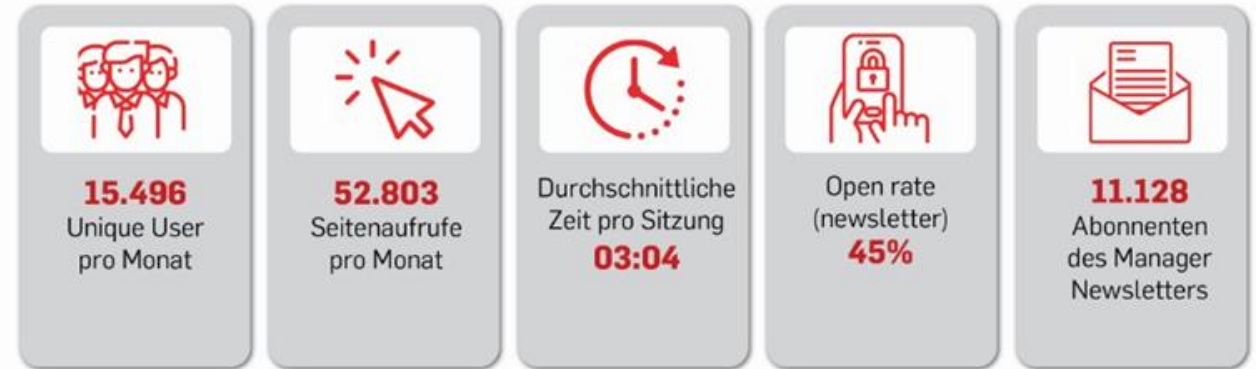 15.496
Unique User
pro Monat
52.803
Seitenaufrufe
pro Monat
Durchschnittliche
Zeit pro Sitzung
03:04
Open rate
(newsletter)
45%
11.128
Abonnenten
des Manager
Newsletters